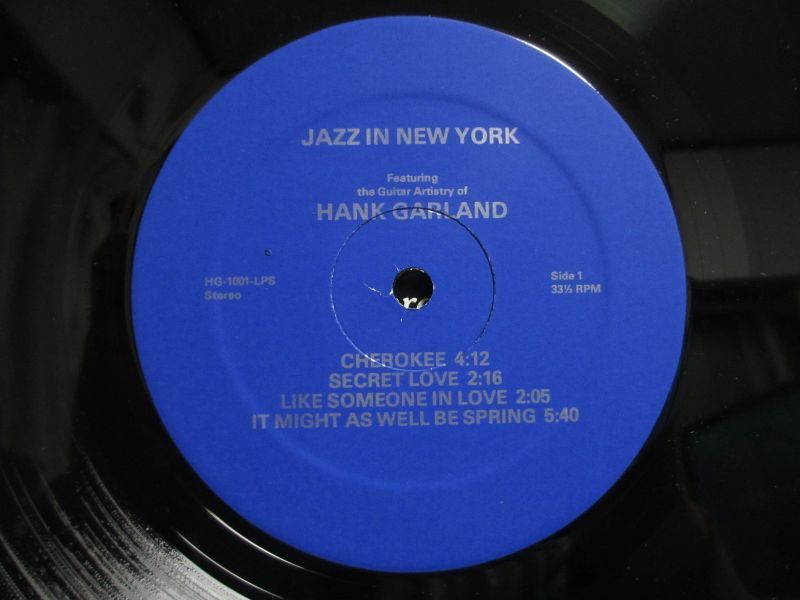 JAZZ IN NEW YORK
Featuring
the Guitar Artistry of
HANK GARLAND
HG-1001-LPS
Stereo
Side 1
33⅓ RPM
CHEROKEE 4:12
SECRET LOVE 2:16
LIKE SOMEONE IN LOVE 2:05
IT MIGHT AS WELL BE SPRING 5:40